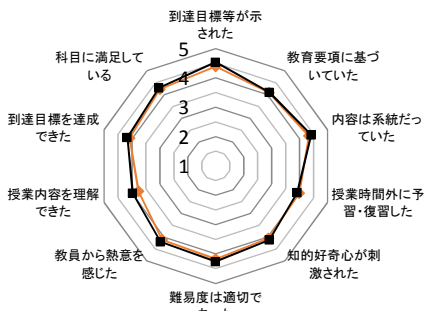 到達目標等が示
された
教育要項に基づ
いていた
内容は系統だっ
ていた
授業時間外に予
習・復習した
知的好奇心が刺
激された
難易度は適切で
教員から熱意を
感じた
授業内容を理解
できた
到達目標を達成
できた
科目に満足して
いる
5
4
3
2
1